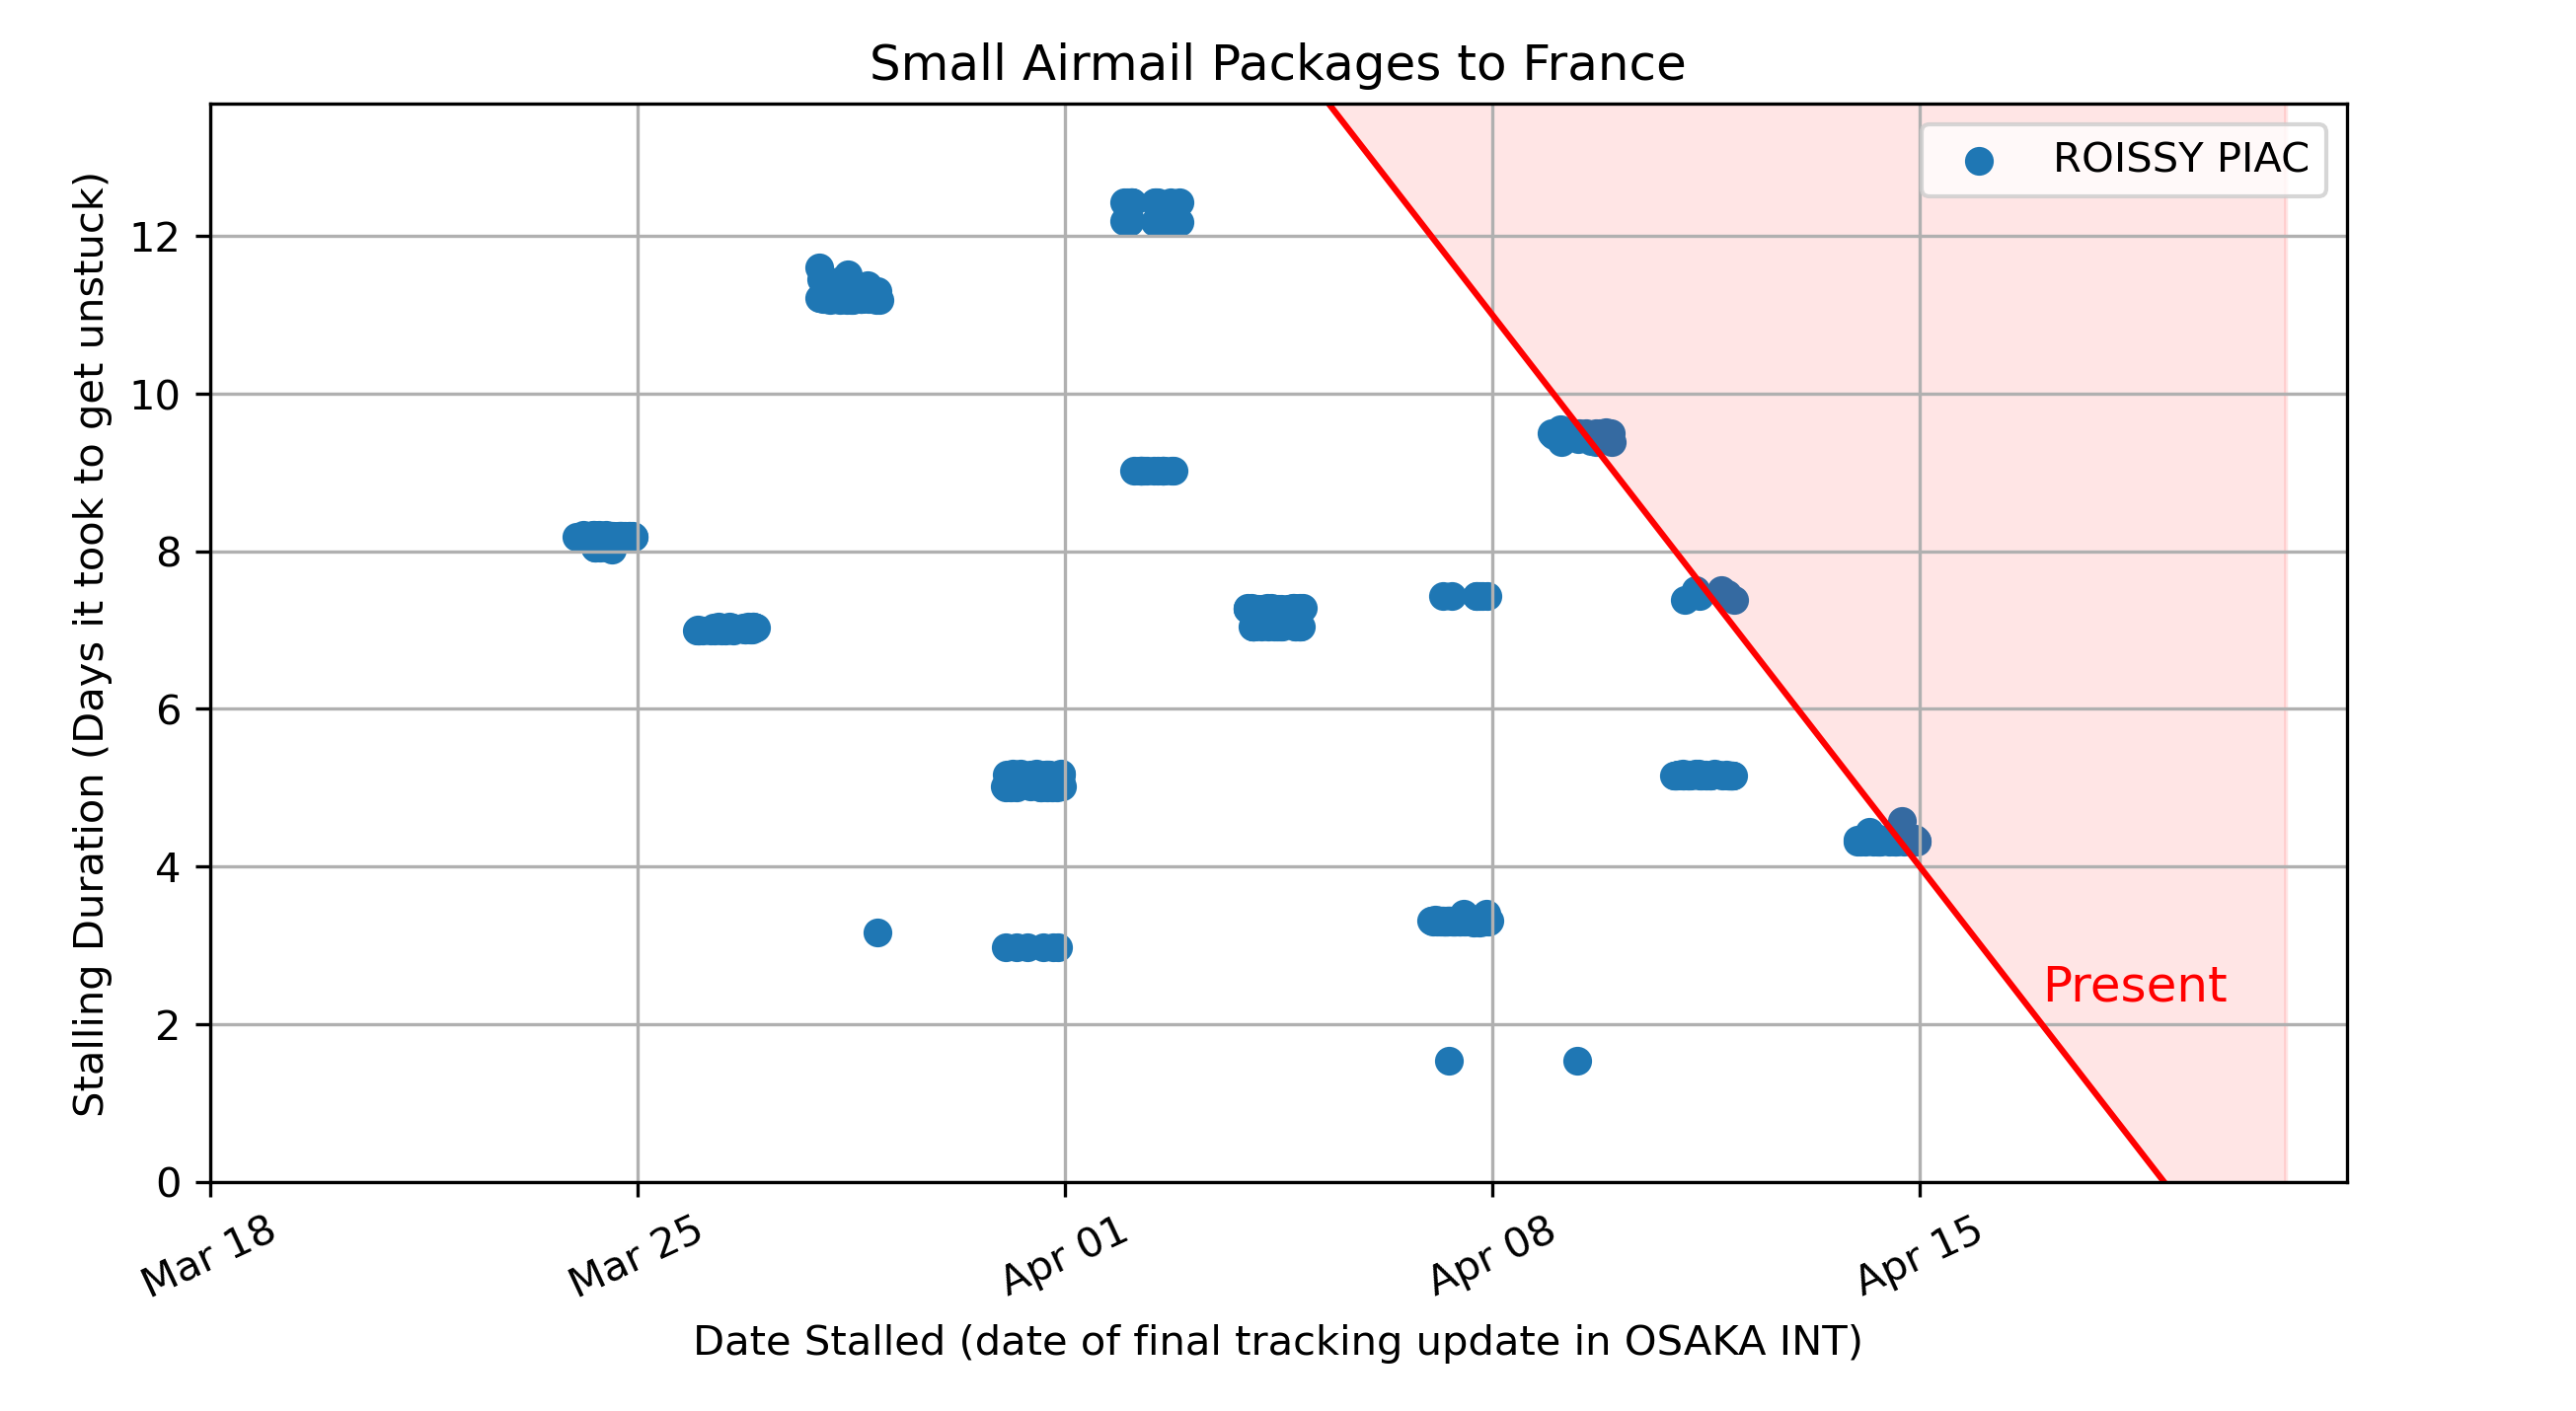 Small Airmail Packages to France
ROISSY PIAC
Stalling Duration (Days it took to get unstuck)
12
10
8
6
4
2
0
Present
Mar 18
Mar 25
Apr 01
Apr 08
Apr 15
Date Stalled (date of final tracking update in OSAKA INT)